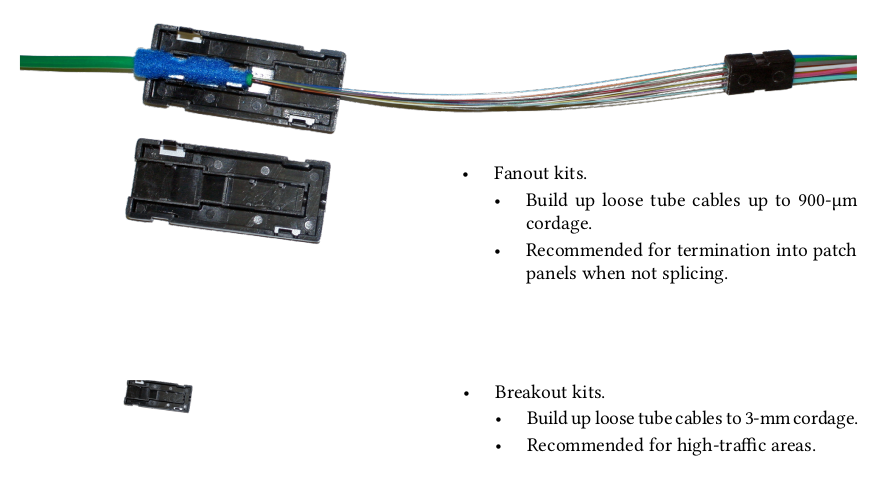 • Fanout kits.
• Build up loose tube cables up to 900-µm
cordage.
• Recommended for termination into patch
panels when not splicing.
• Breakout kits.
• Build up loose tube cables to 3-mm cordage.
• Recommended for high-traffic areas.